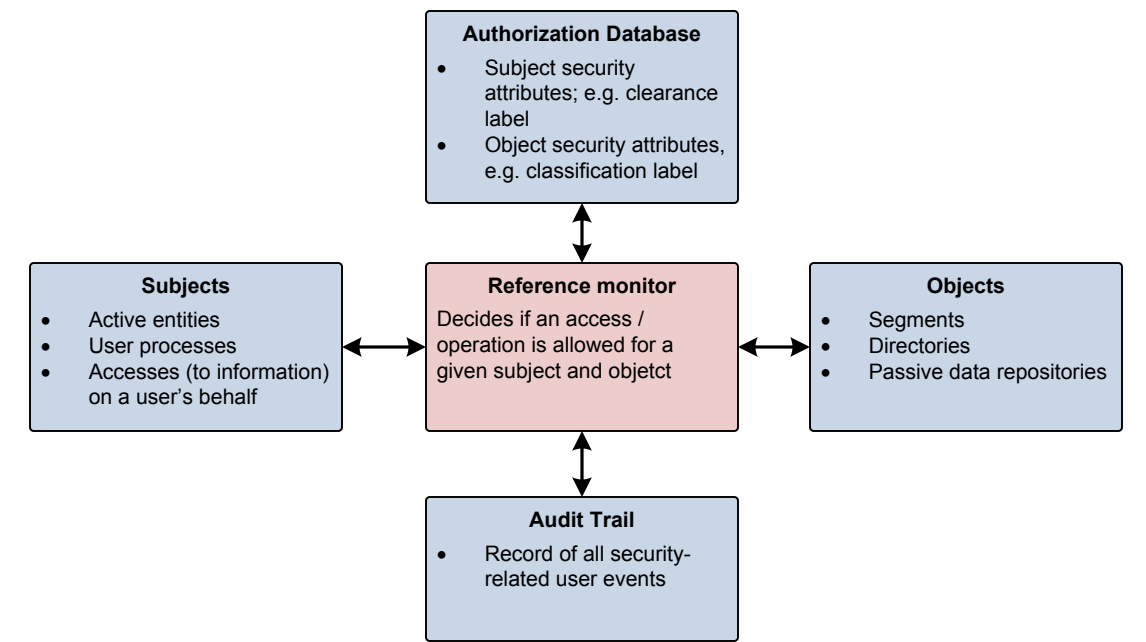 Authorization Database
• Subject security
attributes; e.g. clearance
label
• Object security attributes,
e.g. classification label
Subjects
• Active entities
• User processes
• Accesses (to information)
on a user's behalf
Reference monitor
Decides if an access /
operation is allowed for a
given subject and objetct
Objects
• Segments
• Directories
• Passive data repositories
Audit Trail
• Record of all security-
related user events